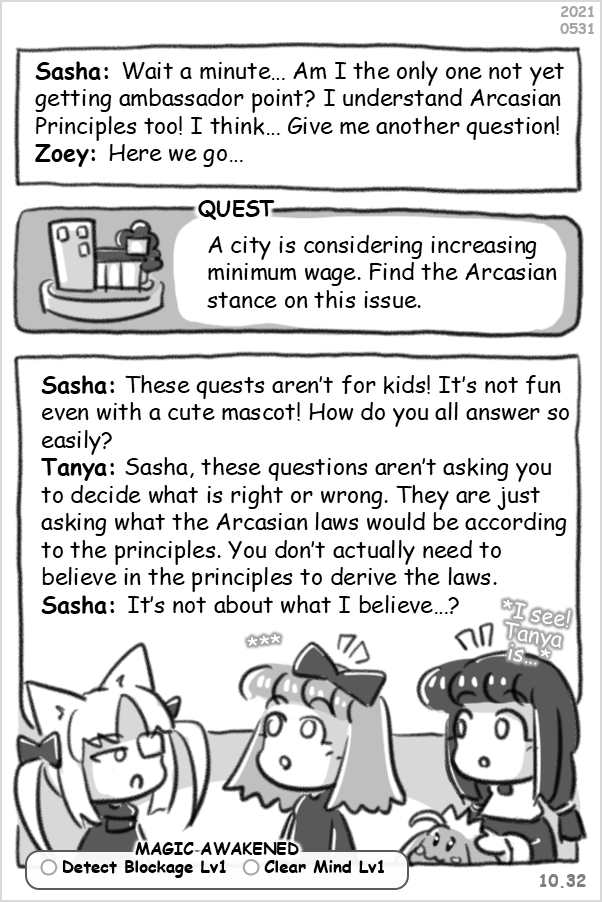 2021
0531
Sasha: Wait a minute... Am I the only one not yet
getting ambassador point? I understand Arcasian
Principles too! I think... Give me another question!
Zoey: Here we go...
QUEST
A city is considering increasing
minimum wage. Find the Arcasian
stance on this issue.
Sasha: These quests aren't for kids! It's not fun
even with a cute mascot! How do you all answer so
easily?
Tanya: Sasha, these questions aren't asking you
to decide what is right or wrong. They are just
asking what the Arcasian laws would be according
to the principles. You don't actually need to
believe in the principles to derive the laws.
Sasha: It's not about what I believe...?
***
*I see!
Tanya
is...*
MAGIC AWAKENED
Detect Blockage Lv1 Clear Mind Lv1
10.32